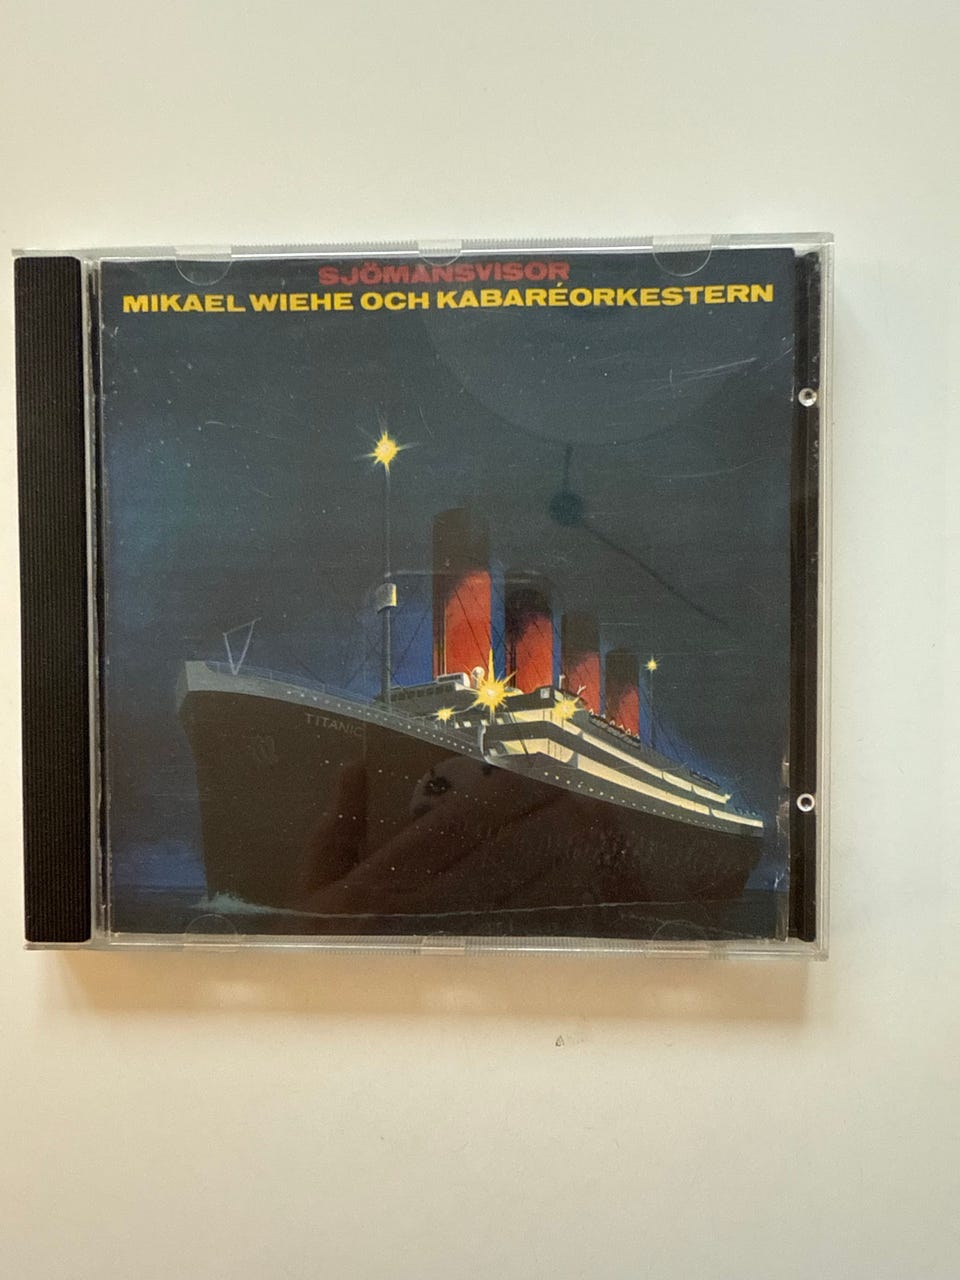 SJÖMANSVISOR
MIKAEL WIEHE OCH KABARÉORKESTERN
TITANIC